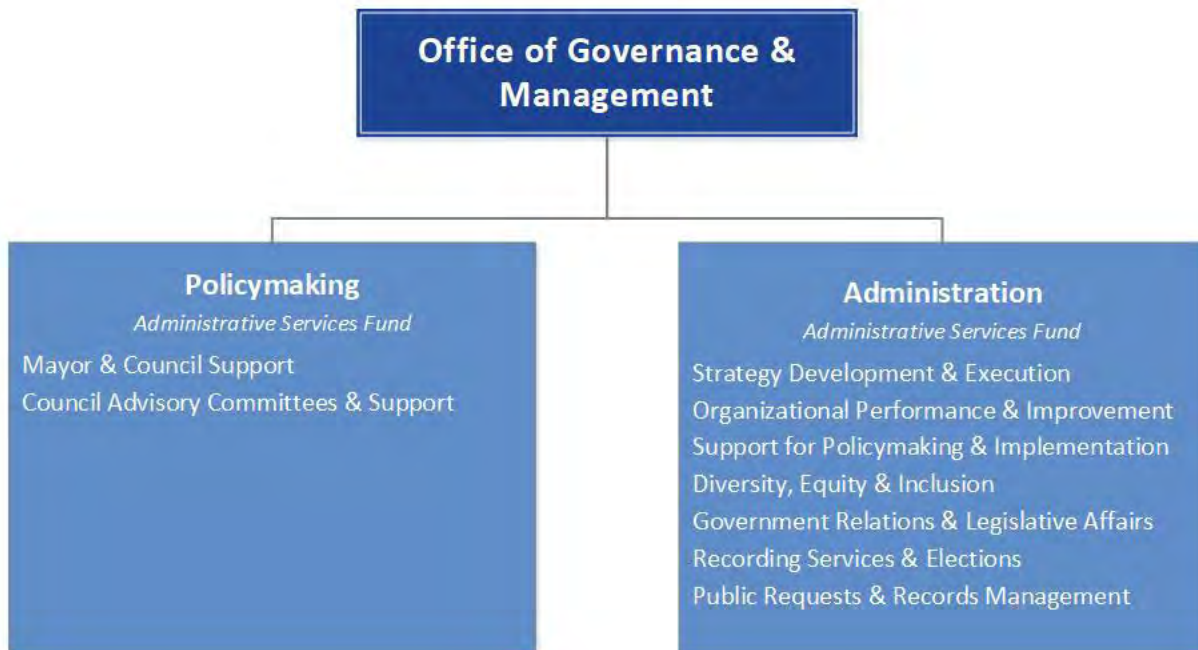 Office of Governance &
Management
Policymaking
Administrative Services Fund
Mayor & Council Support
Council Advisory Committees & Support
Administration
Administrative Services Fund
Strategy Development & Execution
Organizational Performance & Improvement
Support for Policymaking & Implementation
Diversity, Equity & Inclusion
Government Relations & Legislative Affairs
Recording Services & Elections
Public Requests & Records Management